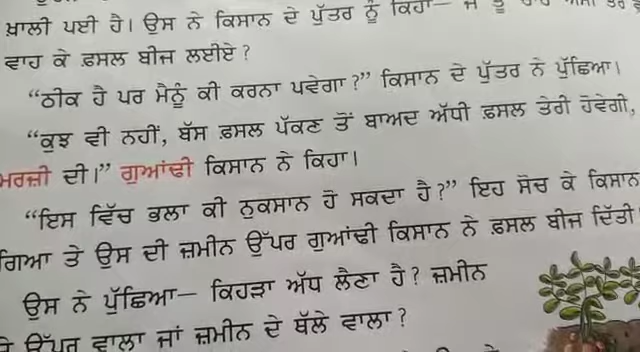 ਖ਼ਾਲੀ ਪਈ ਹੈ। ਉਸ ਨੇ ਕਿਸਾਨ ਦੇ ਪੁੱਤਰ ਨੂੰ ਕਿਹਾ—
ਵਾਹ ਕੇ ਫ਼ਸਲ ਬੀਜ ਲਈਏ?
“ਠੀਕ ਹੈ ਪਰ ਮੈਨੂੰ ਕੀ ਕਰਨਾ ਪਵੇਗਾ?” ਕਿਸਾਨ ਦੇ ਪੁੱਤਰ ਨੇ ਪੁੱਛਿਆ।
“ਕੁਝ ਵੀ ਨਹੀਂ, ਬੱਸ ਫ਼ਸਲ ਪੱਕਣ ਤੋਂ ਬਾਅਦ ਅੱਧੀ ਫ਼ਸਲ ਤੇਰੀ ਹੋਵੇਗੀ,
ਮਰਜ਼ੀ ਦੀ।” ਗੁਆਂਢੀ ਕਿਸਾਨ ਨੇ ਕਿਹਾ।
“ਇਸ ਵਿੱਚ ਭਲਾ ਕੀ ਨੁਕਸਾਨ ਹੋ ਸਕਦਾ ਹੈ?” ਇਹ ਸੋਚ ਕੇ ਕਿਸਾਨ
ਗਿਆ ਤੇ ਉਸ ਦੀ ਜ਼ਮੀਨ ਉੱਪਰ ਗੁਆਂਢੀ ਕਿਸਾਨ ਨੇ ਫ਼ਸਲ ਬੀਜ ਦਿੱਤੀ
ਉਸ ਨੇ ਪੁੱਛਿਆ— ਕਿਹੜਾ ਅੱਧ ਲੈਣਾ ਹੈ? ਜ਼ਮੀਨ
ਉੱਪਰ ਵਾਲਾ ਜਾਂ ਜ਼ਮੀਨ ਦੇ ਥੱਲੇ ਵਾਲਾ?